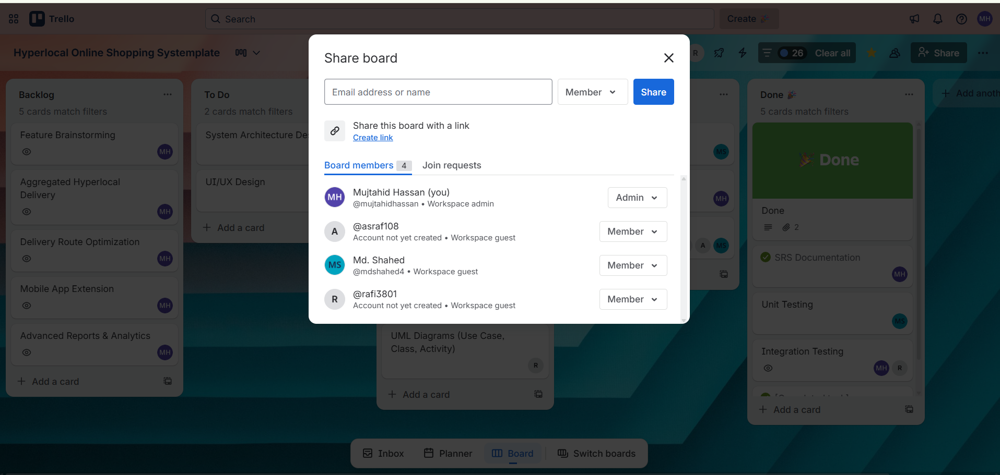 Trello
Search
Create
MH
Hyperlocal Online Shopping Systemplate
R
26
Clear all
Share
Backlog
5 cards match filters
Feature Brainstorming
MH
Aggregated Hyperlocal
Delivery
MH
Delivery Route Optimization
MH
Mobile App Extension
MH
Advanced Reports & Analytics
MH
Add a card
To Do
2 cards match filters
System Architecture De
UI/UX Design
Add a card
Share board
Email address or name
Member
Share
Share this board with a link
Create link
Board members 4
Join requests
MH
Mujtahid Hassan (you)
@mujtahidhassan • Workspace admin
Admin
A
@asraf108
Account not yet created • Workspace guest
Member
MS
Md. Shahed
@mdshahed4 • Workspace guest
Member
R
@rafi3801
Account not yet created • Workspace guest
Member
UML Diagrams (Use Case,
Class, Activity)
R
Add a card
MS
MH
A
MS
Done
5 cards match filters
Done
Done
2
SRS Documentation
MH
Unit Testing
MS
Integration Testing
MH
R
Add a card
Add anoth
Inbox
Planner
Board
Switch boards